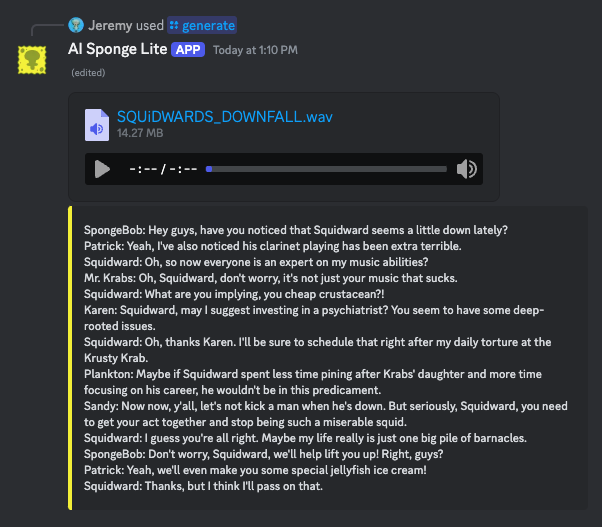 Jeremy used generate
AI Sponge Lite APP Today at 1:10 PM
(edited)
SQUiDWARDS_DOWNFALL.wav
14.27 MB
-:-- / -:--
SpongeBob: Hey guys, have you noticed that Squidward seems a little down lately?
Patrick: Yeah, I've also noticed his clarinet playing has been extra terrible.
Squidward: Oh, so now everyone is an expert on my music abilities?
Mr. Krabs: Oh, Squidward, don't worry, it's not just your music that sucks.
Squidward: What are you implying, you cheap crustacean?!
Karen: Squidward, may I suggest investing in a psychiatrist? You seem to have some deep-
rooted issues.
Squidward: Oh, thanks Karen. I'll be sure to schedule that right after my daily torture at the
Krusty Krab.
Plankton: Maybe if Squidward spent less time pining after Krabs' daughter and more time
focusing on his career, he wouldn't be in this predicament.
Sandy: Now now, y'all, let's not kick a man when he's down. But seriously, Squidward, you need
to get your act together and stop being such a miserable squid.
Squidward: I guess you're all right. Maybe my life really is just one big pile of barnacles.
SpongeBob: Don't worry, Squidward, we'll help lift you up! Right, guys?
Patrick: Yeah, we'll even make you some special jellyfish ice cream!
Squidward: Thanks, but I think I'll pass on that.